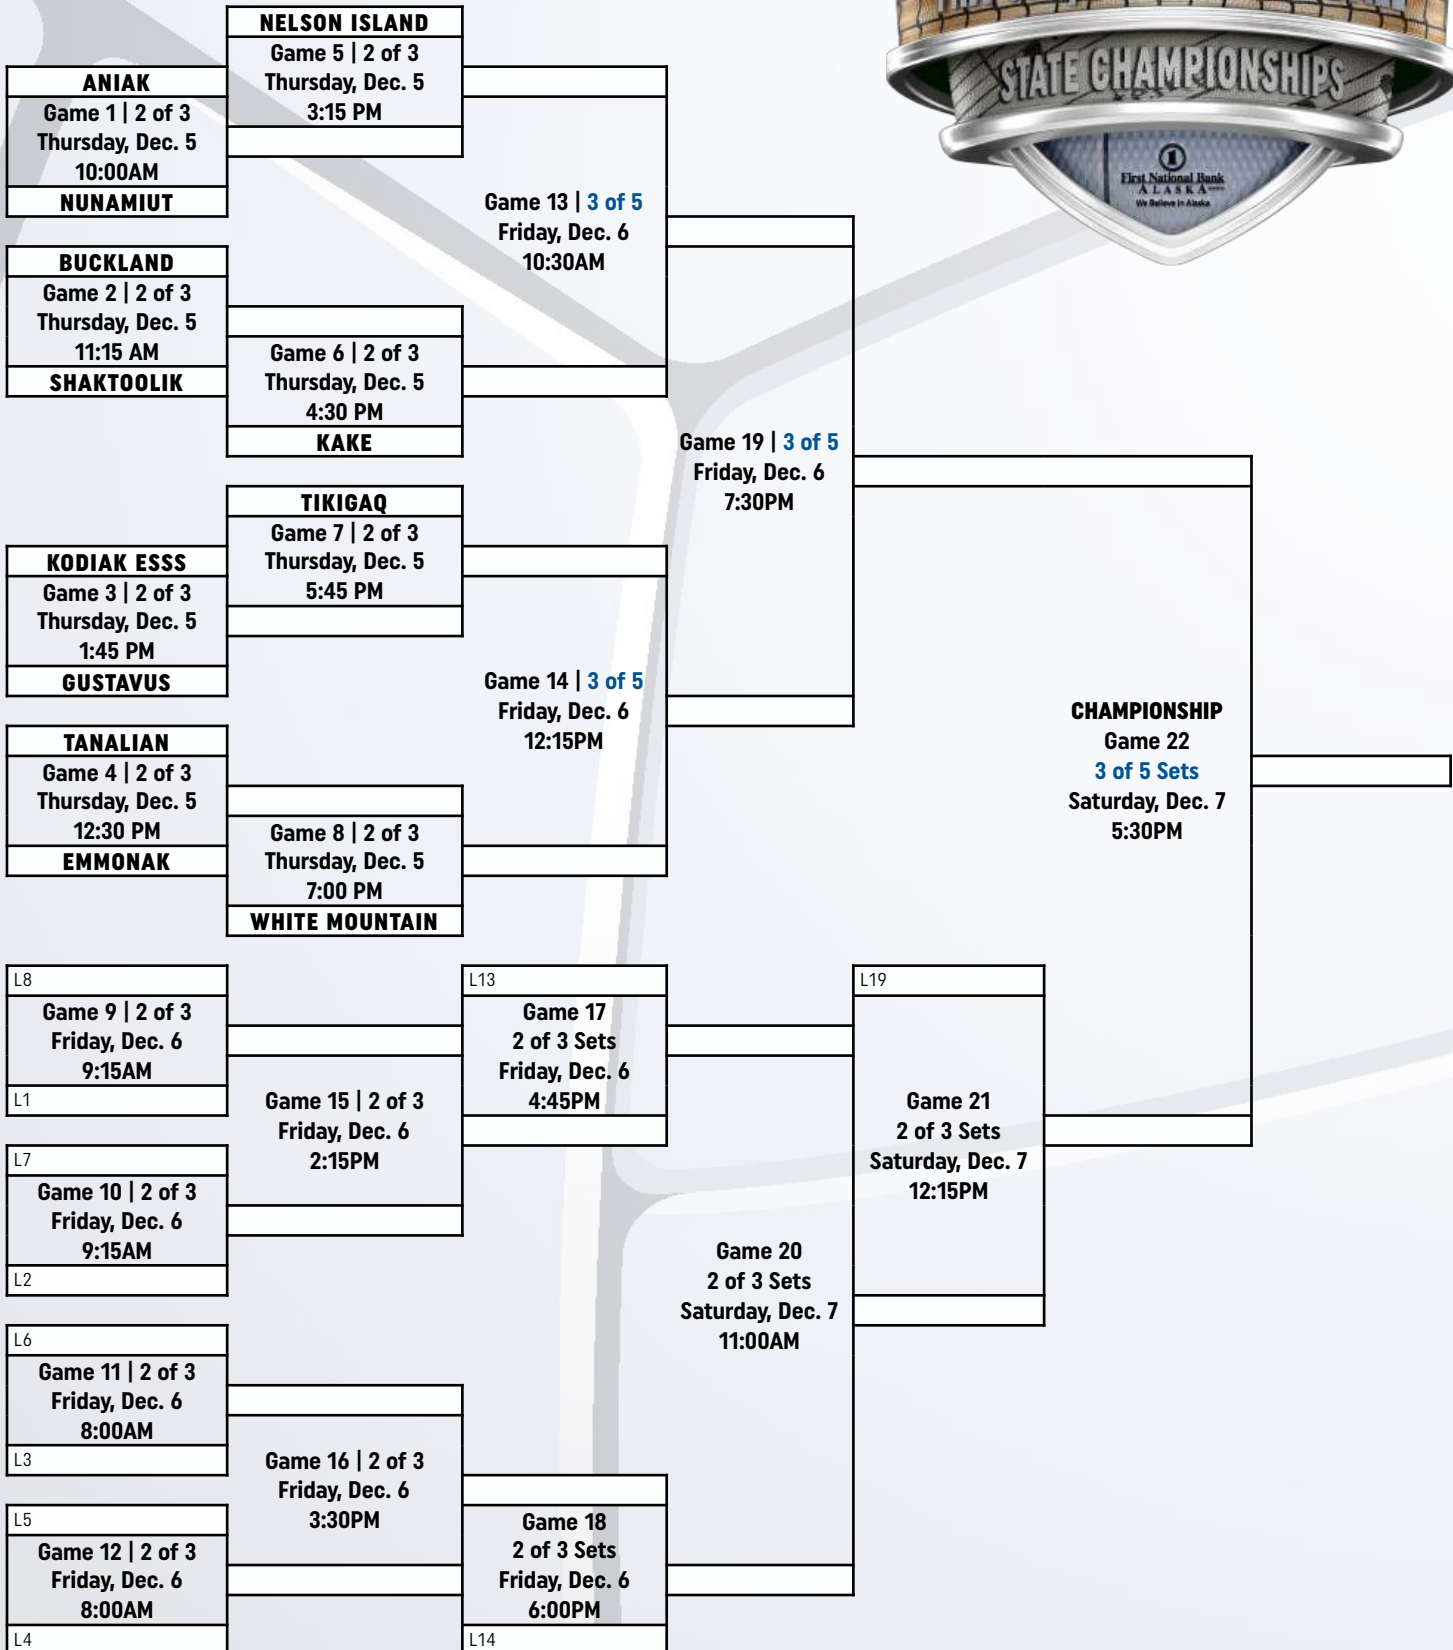 STATE CHAMPIONSHIPS
1
First National Bank
ALASKA
We Believe in Alaska
NELSON ISLAND
Game 5 | 2 of 3
Thursday, Dec. 5
3:15 PM
ANIAK
Game 1 | 2 of 3
Thursday, Dec. 5
10:00AM
NUNAMIUT
BUCKLAND
Game 2 | 2 of 3
Thursday, Dec. 5
11:15 AM
SHAKTOOLIK
Game 6 | 2 of 3
Thursday, Dec. 5
4:30 PM
KAKE
Game 13 | 3 of 5
Friday, Dec. 6
10:30AM
TIKIGAQ
Game 7 | 2 of 3
Thursday, Dec. 5
5:45 PM
KODIAK ESSS
Game 3 | 2 of 3
Thursday, Dec. 5
1:45 PM
GUSTAVUS
TANALIAN
Game 4 | 2 of 3
Thursday, Dec. 5
12:30 PM
EMMONAK
Game 8 | 2 of 3
Thursday, Dec. 5
7:00 PM
WHITE MOUNTAIN
Game 14 | 3 of 5
Friday, Dec. 6
12:15PM
Game 19 | 3 of 5
Friday, Dec. 6
7:30PM
CHAMPIONSHIP
Game 22
3 of 5 Sets
Saturday, Dec. 7
5:30PM
L8
Game 9 | 2 of 3
Friday, Dec. 6
9:15AM
L1
L7
Game 10 | 2 of 3
Friday, Dec. 6
9:15AM
L2
Game 15 | 2 of 3
Friday, Dec. 6
2:15PM
L13
Game 17
2 of 3 Sets
Friday, Dec. 6
4:45PM
L6
Game 11 | 2 of 3
Friday, Dec. 6
8:00AM
L3
L5
Game 12 | 2 of 3
Friday, Dec. 6
8:00AM
L4
Game 16 | 2 of 3
Friday, Dec. 6
3:30PM
Game 18
2 of 3 Sets
Friday, Dec. 6
6:00PM
L14
Game 20
2 of 3 Sets
Saturday, Dec. 7
11:00AM
L19
Game 21
2 of 3 Sets
Saturday, Dec. 7
12:15PM